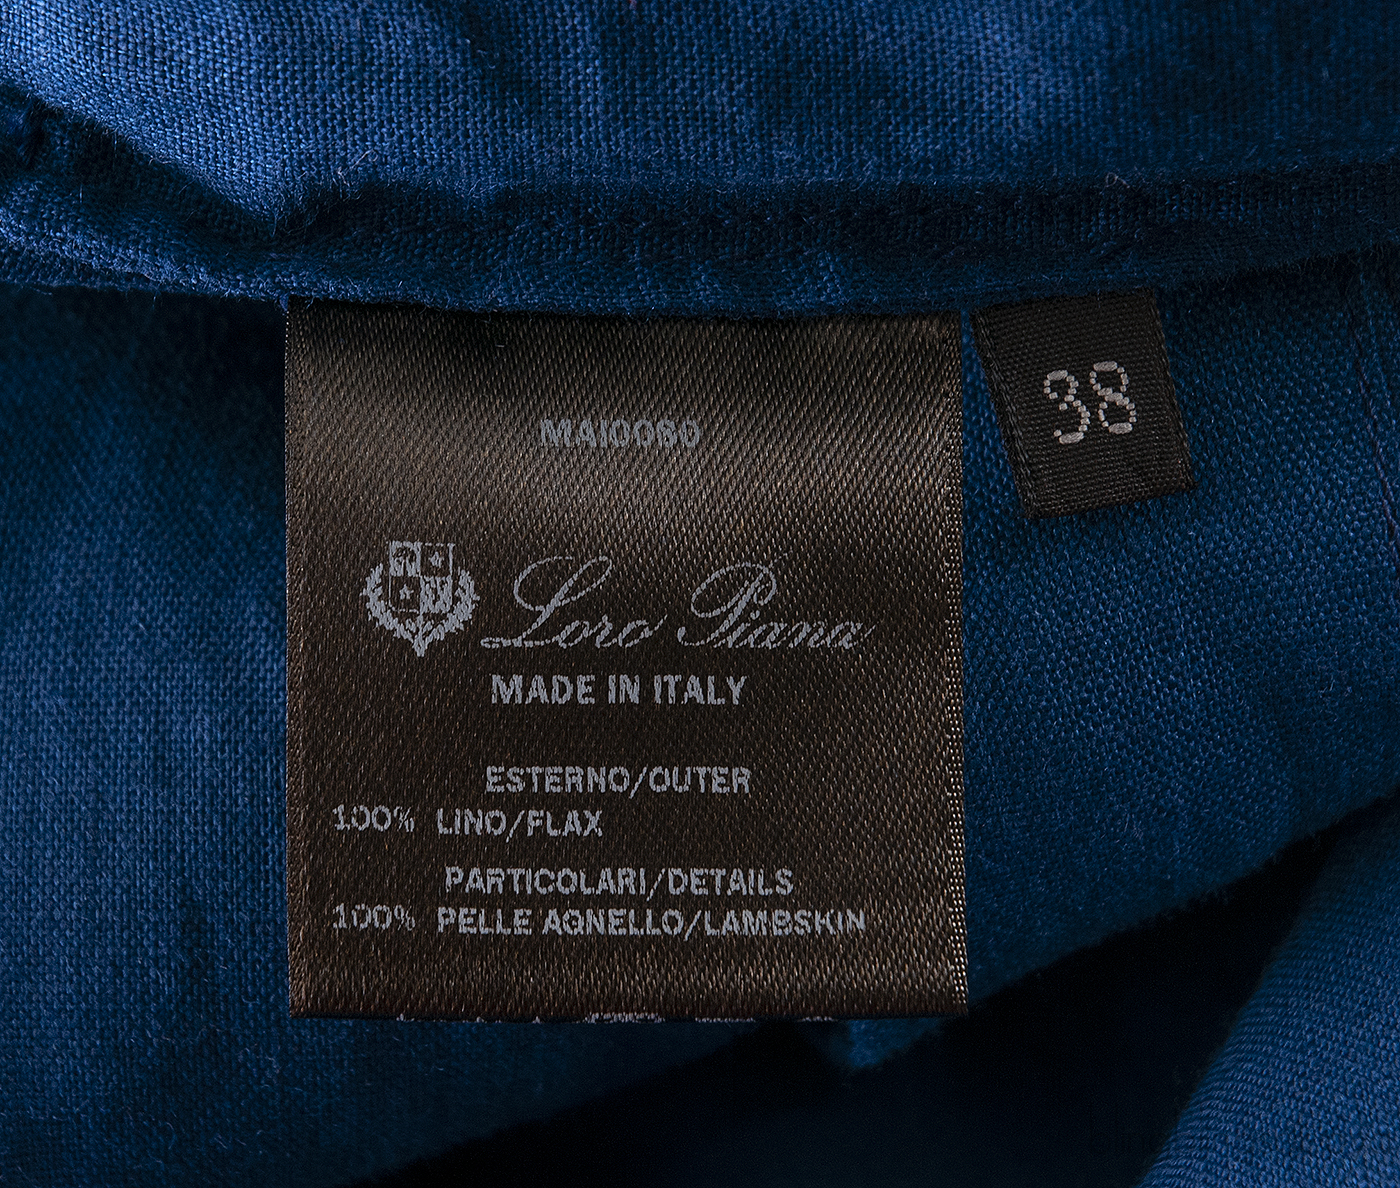 MAI0080
38
Loro Piana
MADE IN ITALY
ESTERNO/OUTER
100% LINO/FLAX
PARTICOLARI/DETAILS
100% PELLE AGNELLO/LAMBSKIN